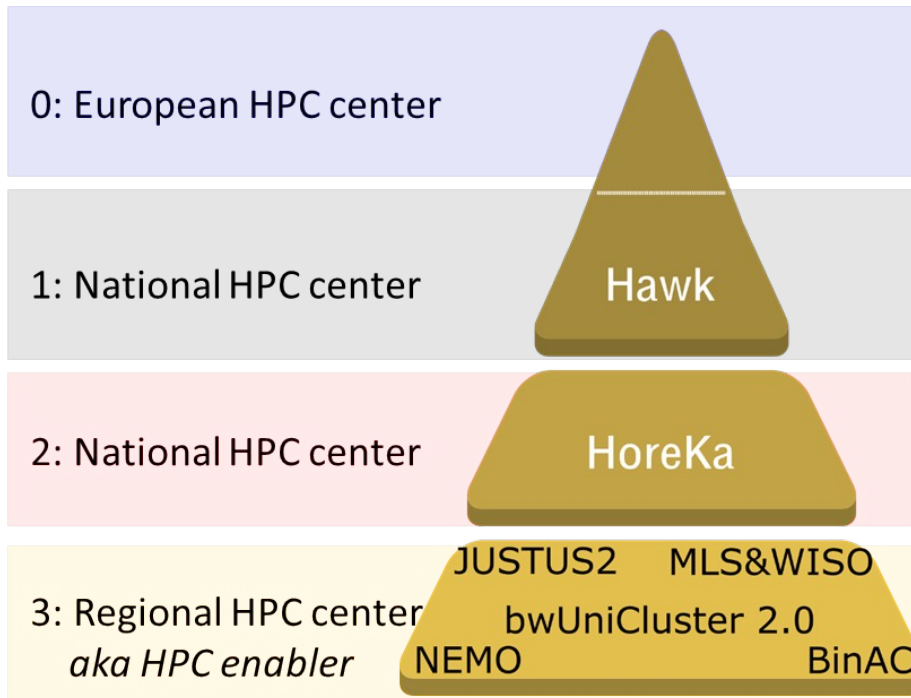 0: European HPC center
1: National HPC center
Hawk
2: National HPC center
HoreKa
JUSTUS2 MLS&WISO
3: Regional HPC center
bwUniCluster 2.0
aka HPC enabler
NEMO BinAC